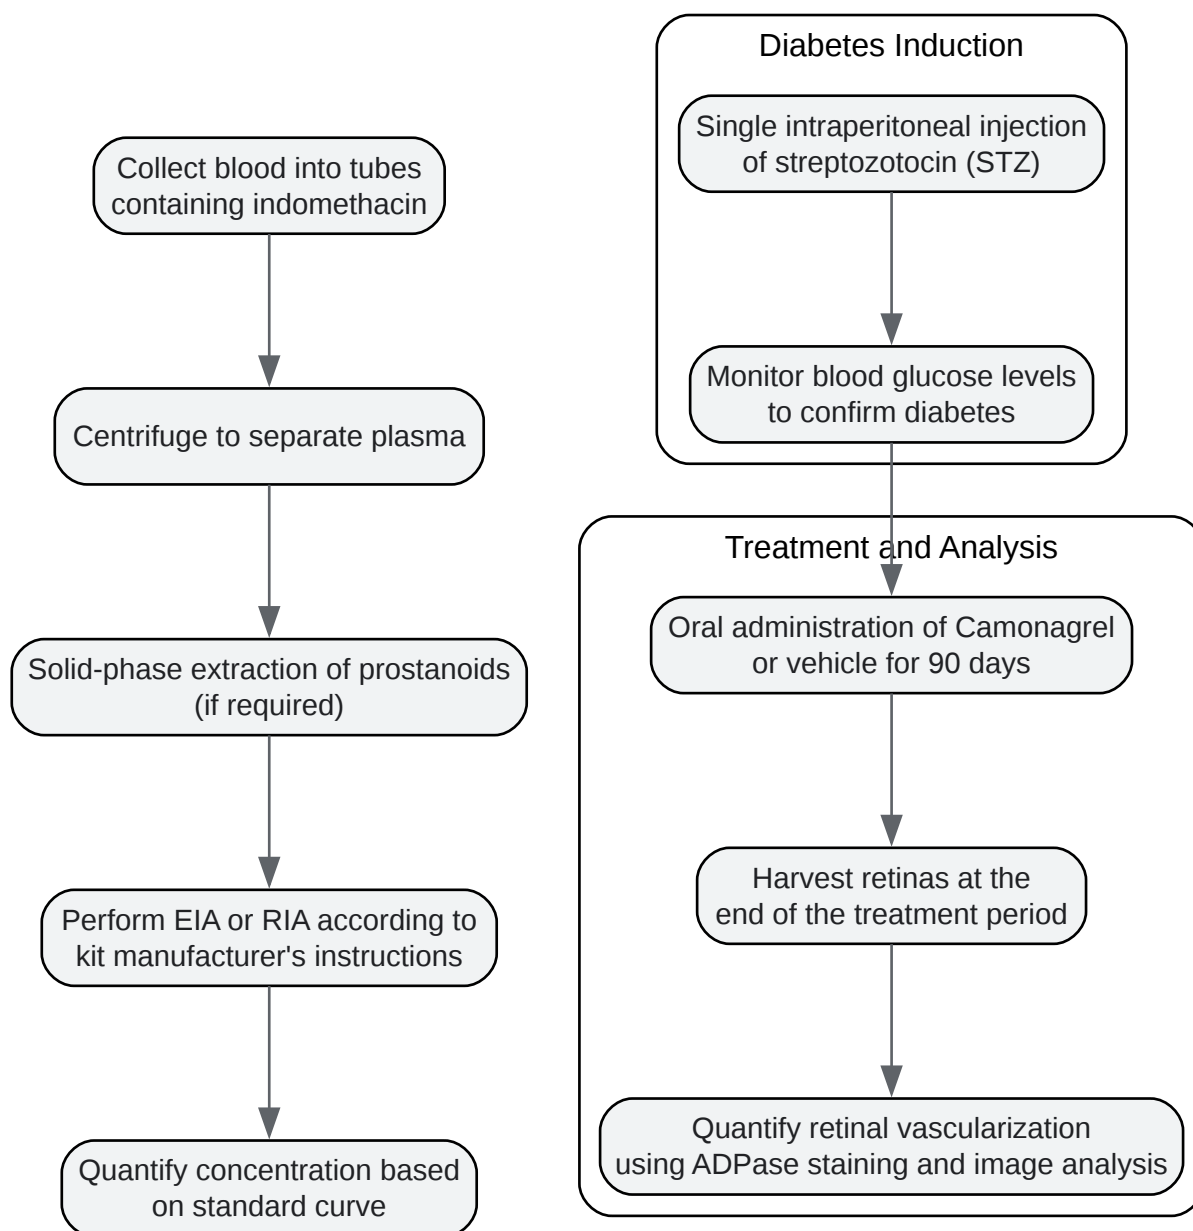 Collect blood into tubes
containing indomethacin
Centrifuge to separate plasma
Solid-phase extraction of prostanoids
(if required)
Perform EIA or RIA according to
kit manufacturer's instructions
Quantify concentration based
on standard curve
Diabetes Induction
Single intraperitoneal injection
of streptozotocin (STZ)
Monitor blood glucose levels
to confirm diabetes
Treatment and Analysis
Oral administration of Camonagrel
or vehicle for 90 days
Harvest retinas at the
end of the treatment period
Quantify retinal vascularization
using ADPase staining and image analysis